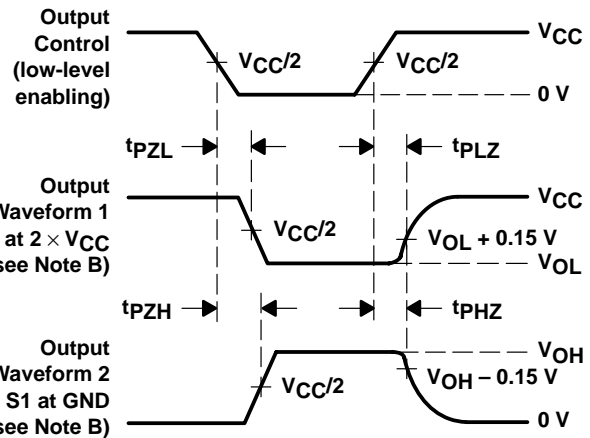 Output
Control
(low-level
enabling)
VCC
VCC/2
VCC/2
0 V
tPZL
tPLZ
Output
Waveform 1
at 2 × VCC
see Note B)
VCC
VCC/2
VOL + 0.15 V
VOL
tPZH
tPHZ
Output
Waveform 2
S1 at GND
see Note B)
VOH
VCC/2
VOH – 0.15 V
0 V